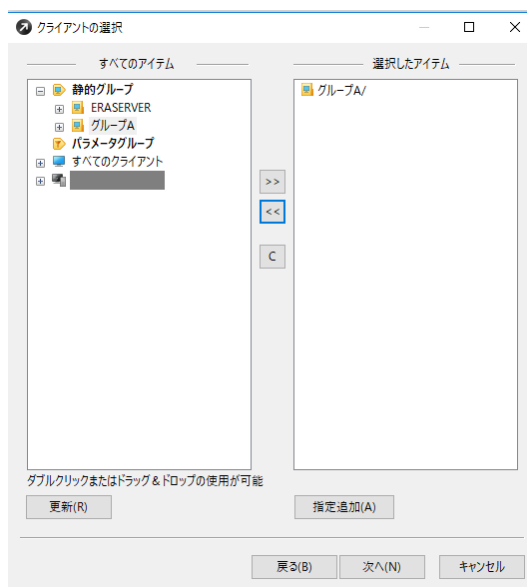 クライアントの選択
すべてのアイテム
選択したアイテム
静的グループ
ERASERVER
グループA
パラメータグループ
すべてのクライアント
グループA/
>>
<<
C
ダブルクリックまたはドラッグ&ドロップの使用が可能
更新(R)
指定追加(A)
戻る(B)
次へ(N)
キャンセル